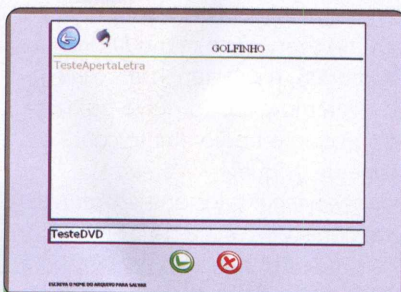 GOLFINHO
TesteApertaLetra
TesteDVD
ESCREVA O NOME DO ARQUIVO PARA SALVAR